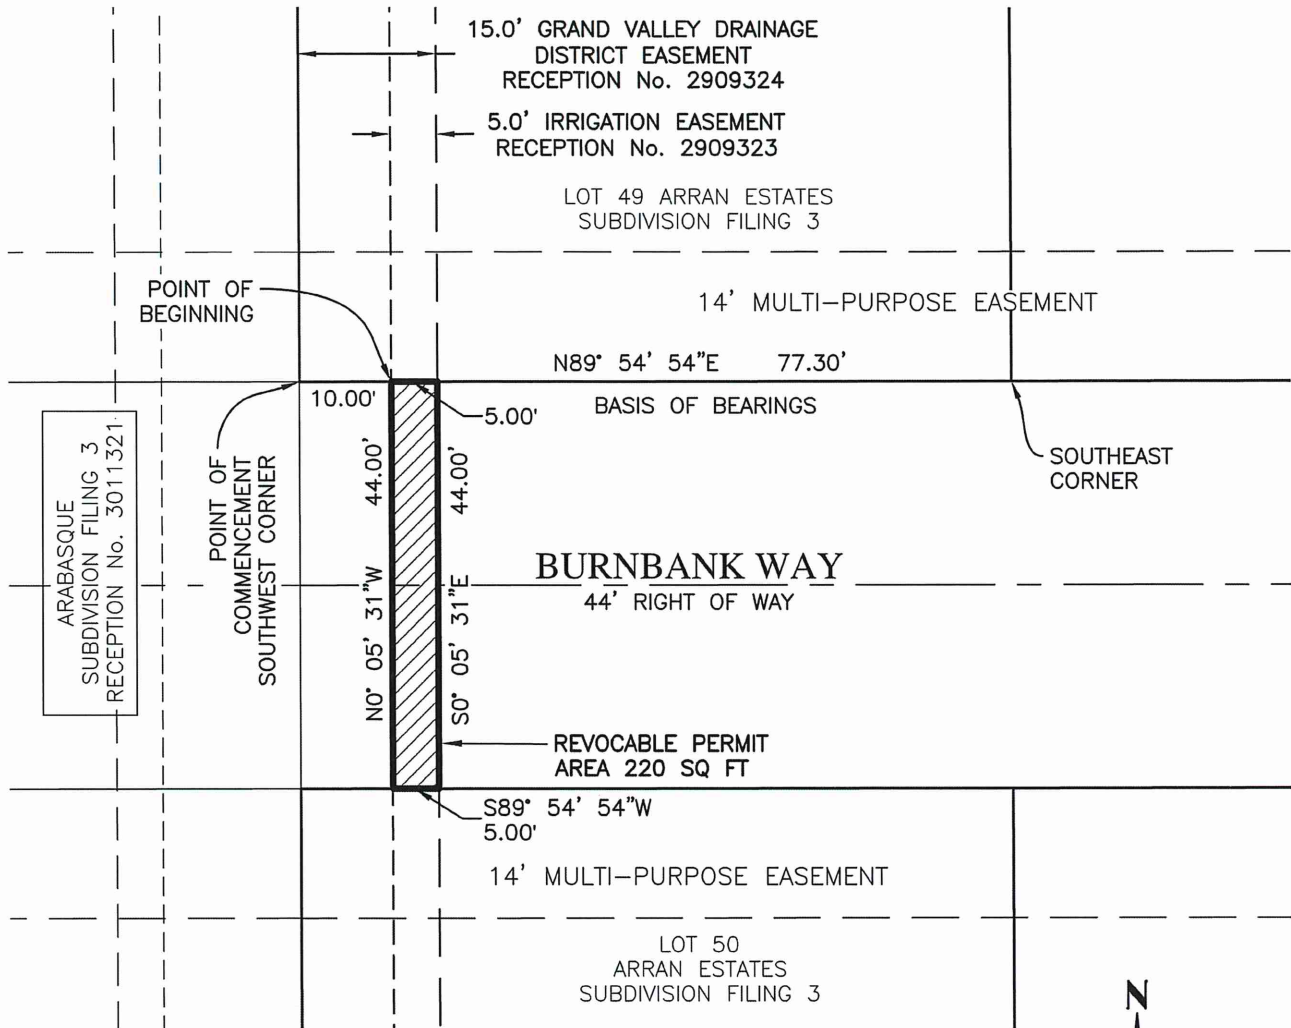 15.0' GRAND VALLEY DRAINAGE
DISTRICT EASEMENT
RECEPTION No. 2909324
5.0' IRRIGATION EASEMENT
RECEPTION No. 2909323
LOT 49 ARRAN ESTATES
SUBDIVISION FILING 3
POINT OF
BEGINNING
14' MULTI-PURPOSE EASEMENT
N89° 54' 54"E 77.30'
10.00'
5.00'
BASIS OF BEARINGS
SOUTHEAST
CORNER
ARABASQUE
SUBDIVISION FILING 3
RECEPTION No. 3011321
POINT OF
COMMENCEMENT
SOUTHWEST CORNER
N0° 05' 31"W 44.00'
S0° 05' 31"E 44.00'
BURNBANK WAY
44' RIGHT OF WAY
REVOCABLE PERMIT
AREA 220 SQ FT
S89° 54' 54"W
5.00'
14' MULTI-PURPOSE EASEMENT
LOT 50
ARRAN ESTATES
SUBDIVISION FILING 3
N